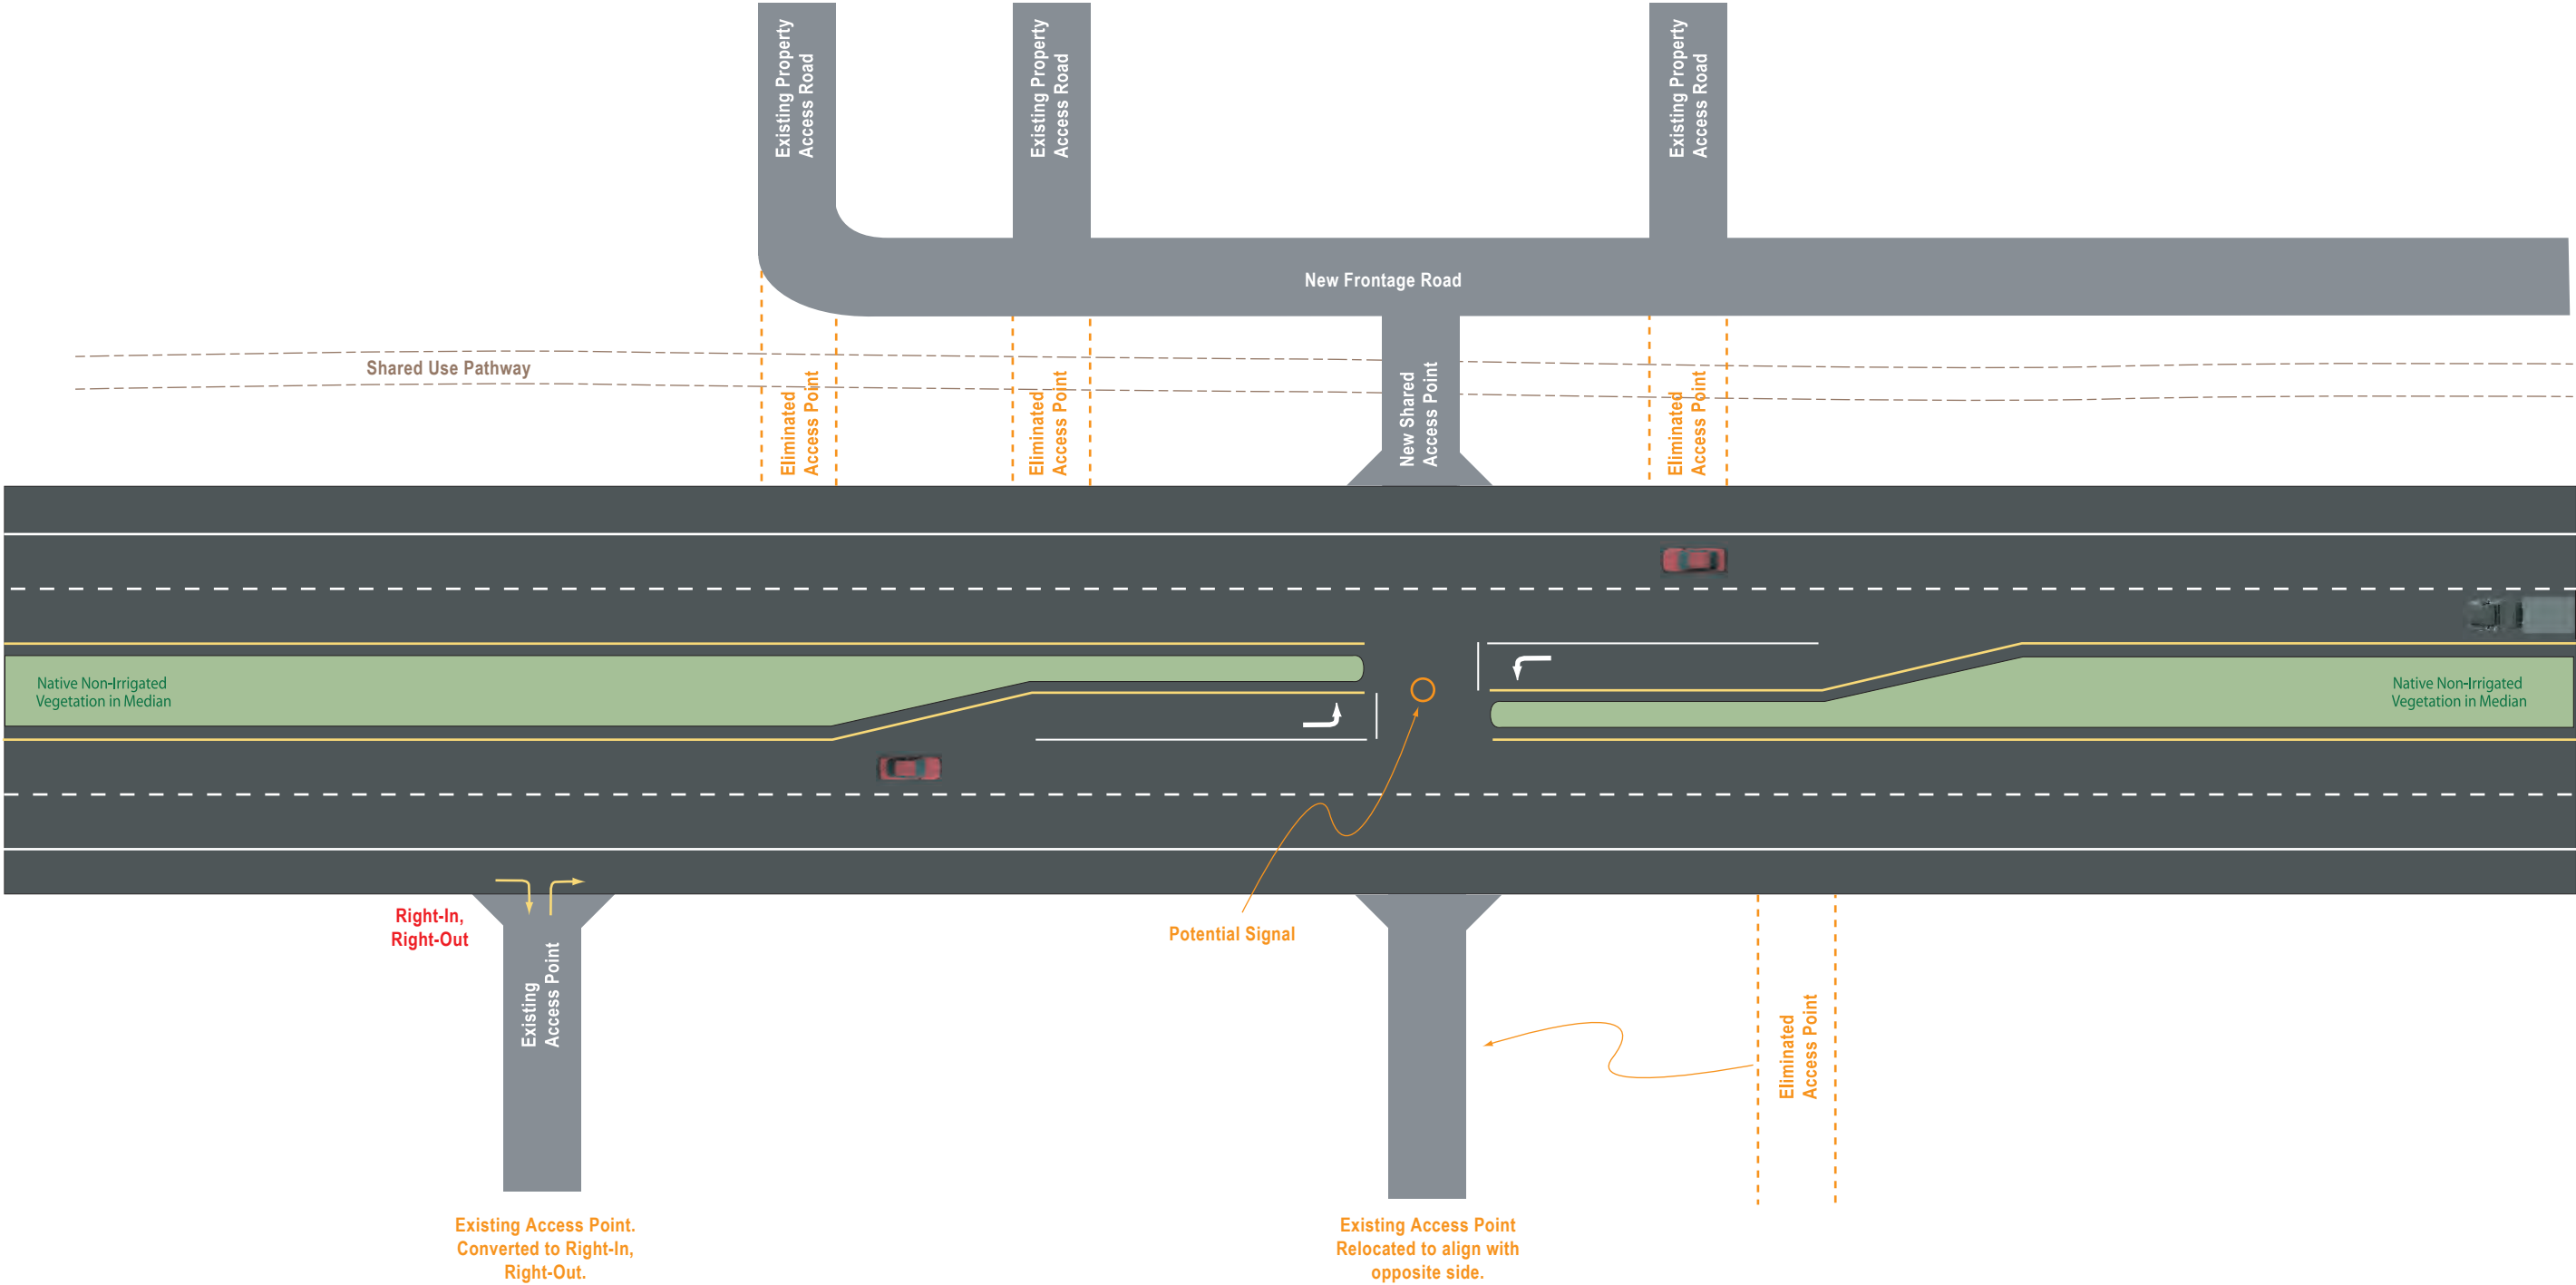 Existing Property
Access Road
Existing Property
Access Road
Existing Property
Access Road
New Frontage Road
Shared Use Pathway
Eliminated
Access Point
Eliminated
Access Point
New Shared
Access Point
Eliminated
Access Point
Native Non-Irrigated
Vegetation in Median
Native Non-Irrigated
Vegetation in Median
Right-In,
Right-Out
Potential Signal
Existing
Access Point
Eliminated
Access Point
Existing Access Point.
Converted to Right-In,
Right-Out.
Existing Access Point
Relocated to align with
opposite side.